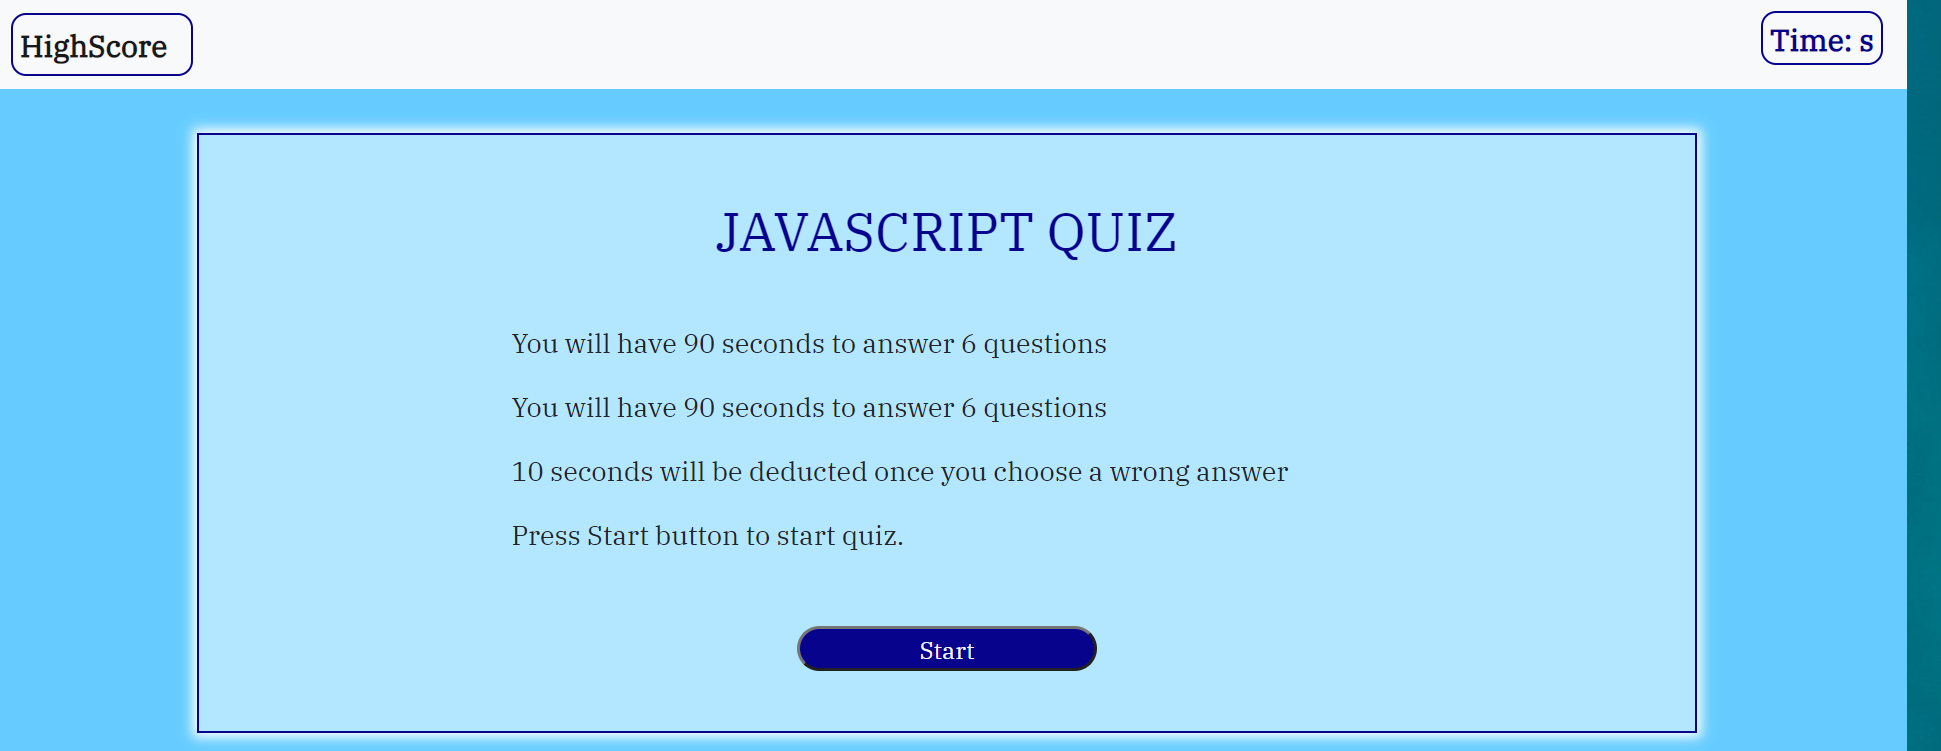 HighScore
Time: s
JAVASCRIPT QUIZ
You will have 90 seconds to answer 6 questions
You will have 90 seconds to answer 6 questions
10 seconds will be deducted once you choose a wrong answer
Press Start button to start quiz.
Start